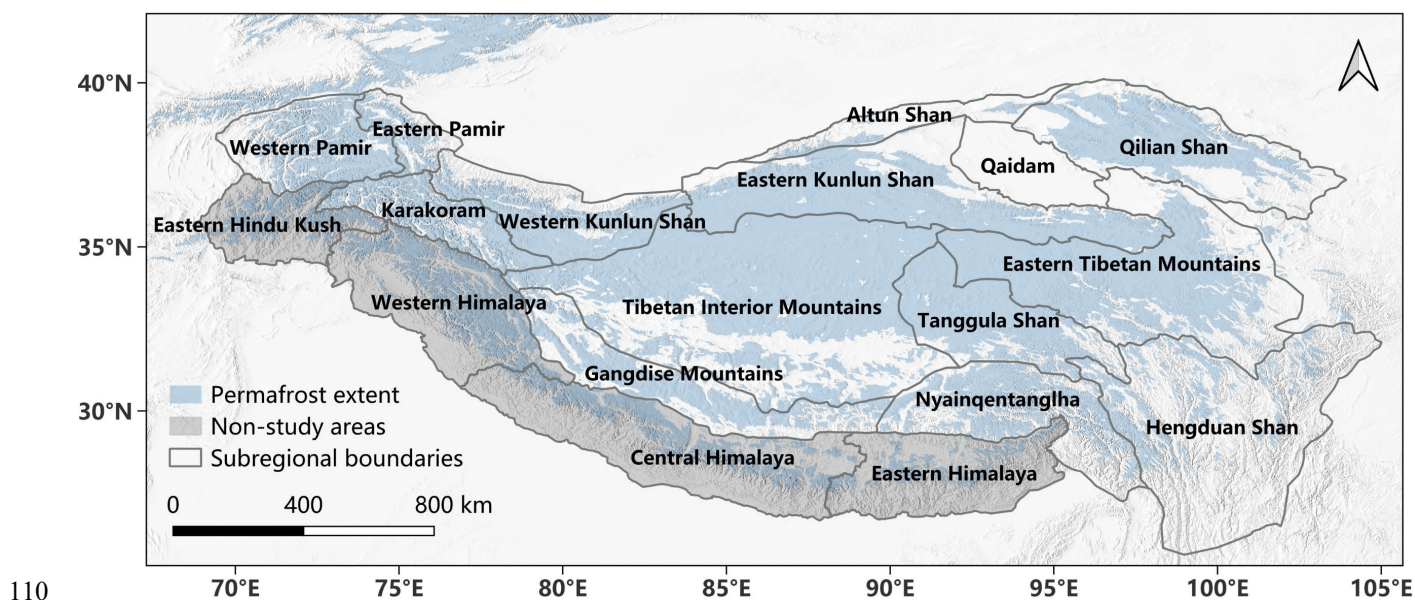 40°N
Altun Shan
Eastern Pamir
Western Pamir
Qilian Shan
Qaidam
Eastern Kunlun Shan
Karakoram
Western Kunlun Shan
Eastern Hindu Kush
35°N
Eastern Tibetan Mountains
Western Himalaya
Tibetan Interior Mountains
Tanggula Shan
Gangdise Mountains
Permafrost extent
Nyainqentanglha
30°N
Non-study areas
Hengduan Shan
Subregional boundaries
Central Himalaya
Eastern Himalaya
0 400 800 km
110
70°E 75°E 80°E 85°E 90°E 95°E 100°E 105°E